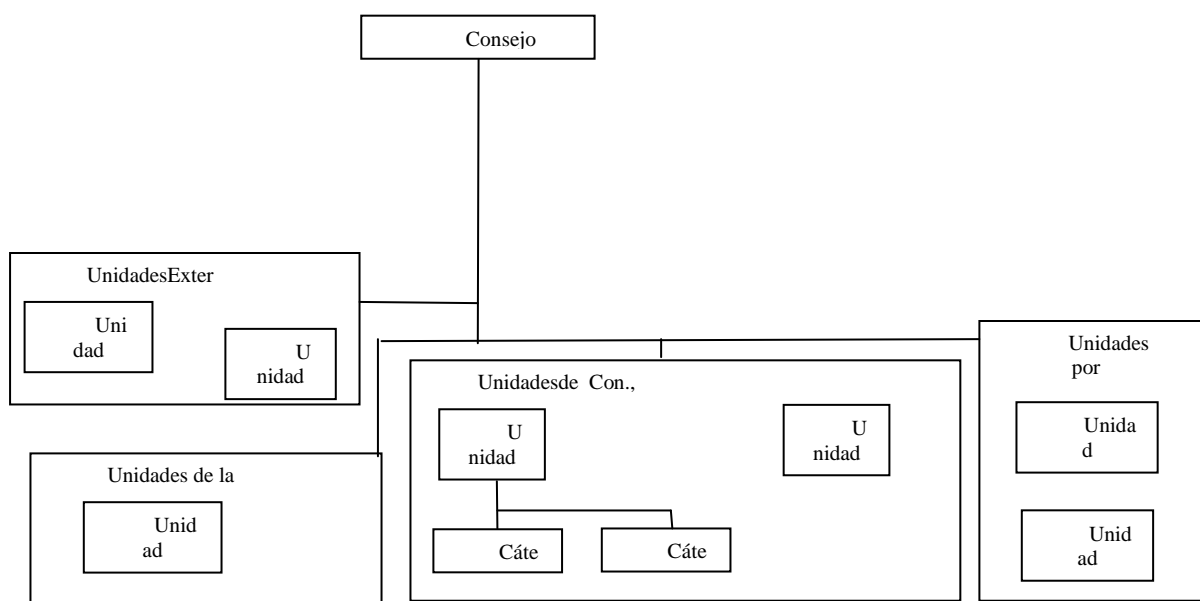 Consejo
UnidadesExter
Uni
dad
U
nidad
Unidades
por
Unidadesde Con.,
U
nidad
U
nidad
Unida
d
Unidades de la
Unid
ad
Cáte
Cáte
Unid
ad